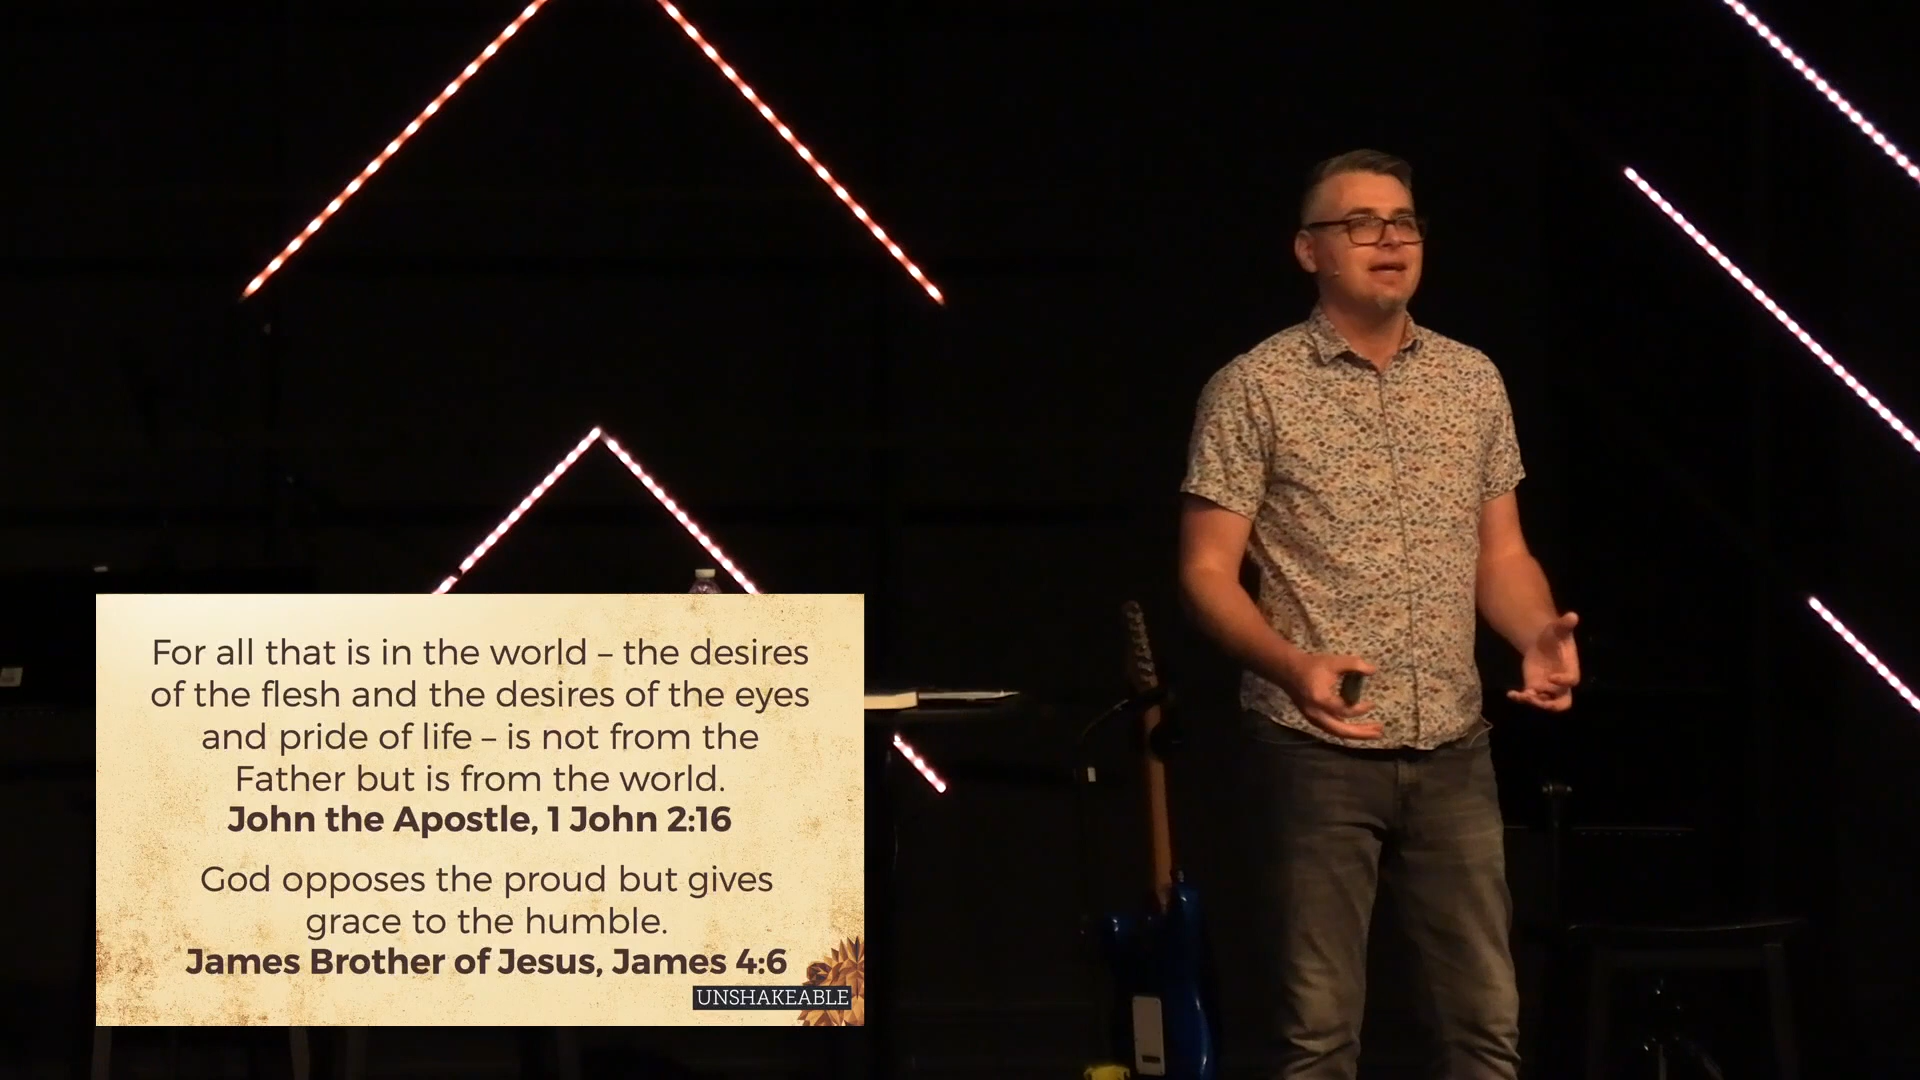 For all that is in the world – the desires
of the flesh and the desires of the eyes
and pride of life – is not from the
Father but is from the world.
John the Apostle, 1 John 2:16
God opposes the proud but gives
grace to the humble.
James Brother of Jesus, James 4:6
UNSHAKEABLE